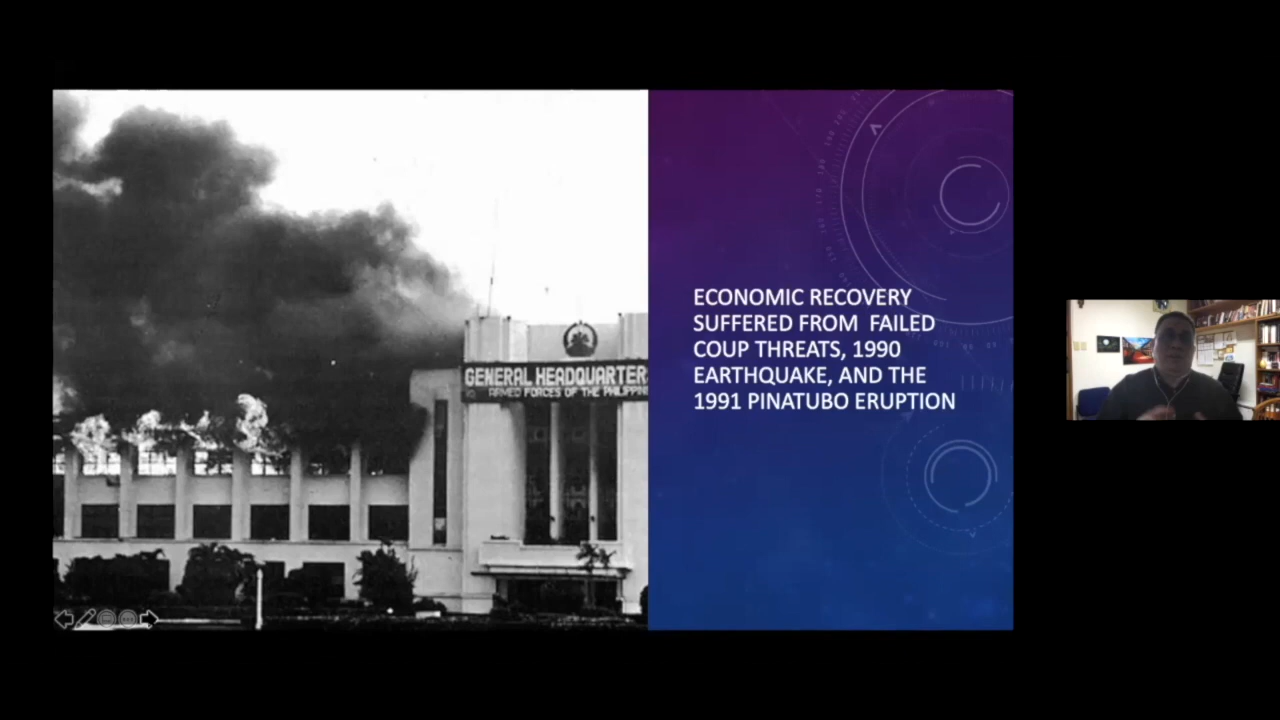 GENERAL HEADQUARTER
ARMED FORCES OF THE PHILIPPIN
ECONOMIC RECOVERY
SUFFERED FROM FAILED
COUP THREATS, 1990
EARTHQUAKE, AND THE
1991 PINATUBO ERUPTION